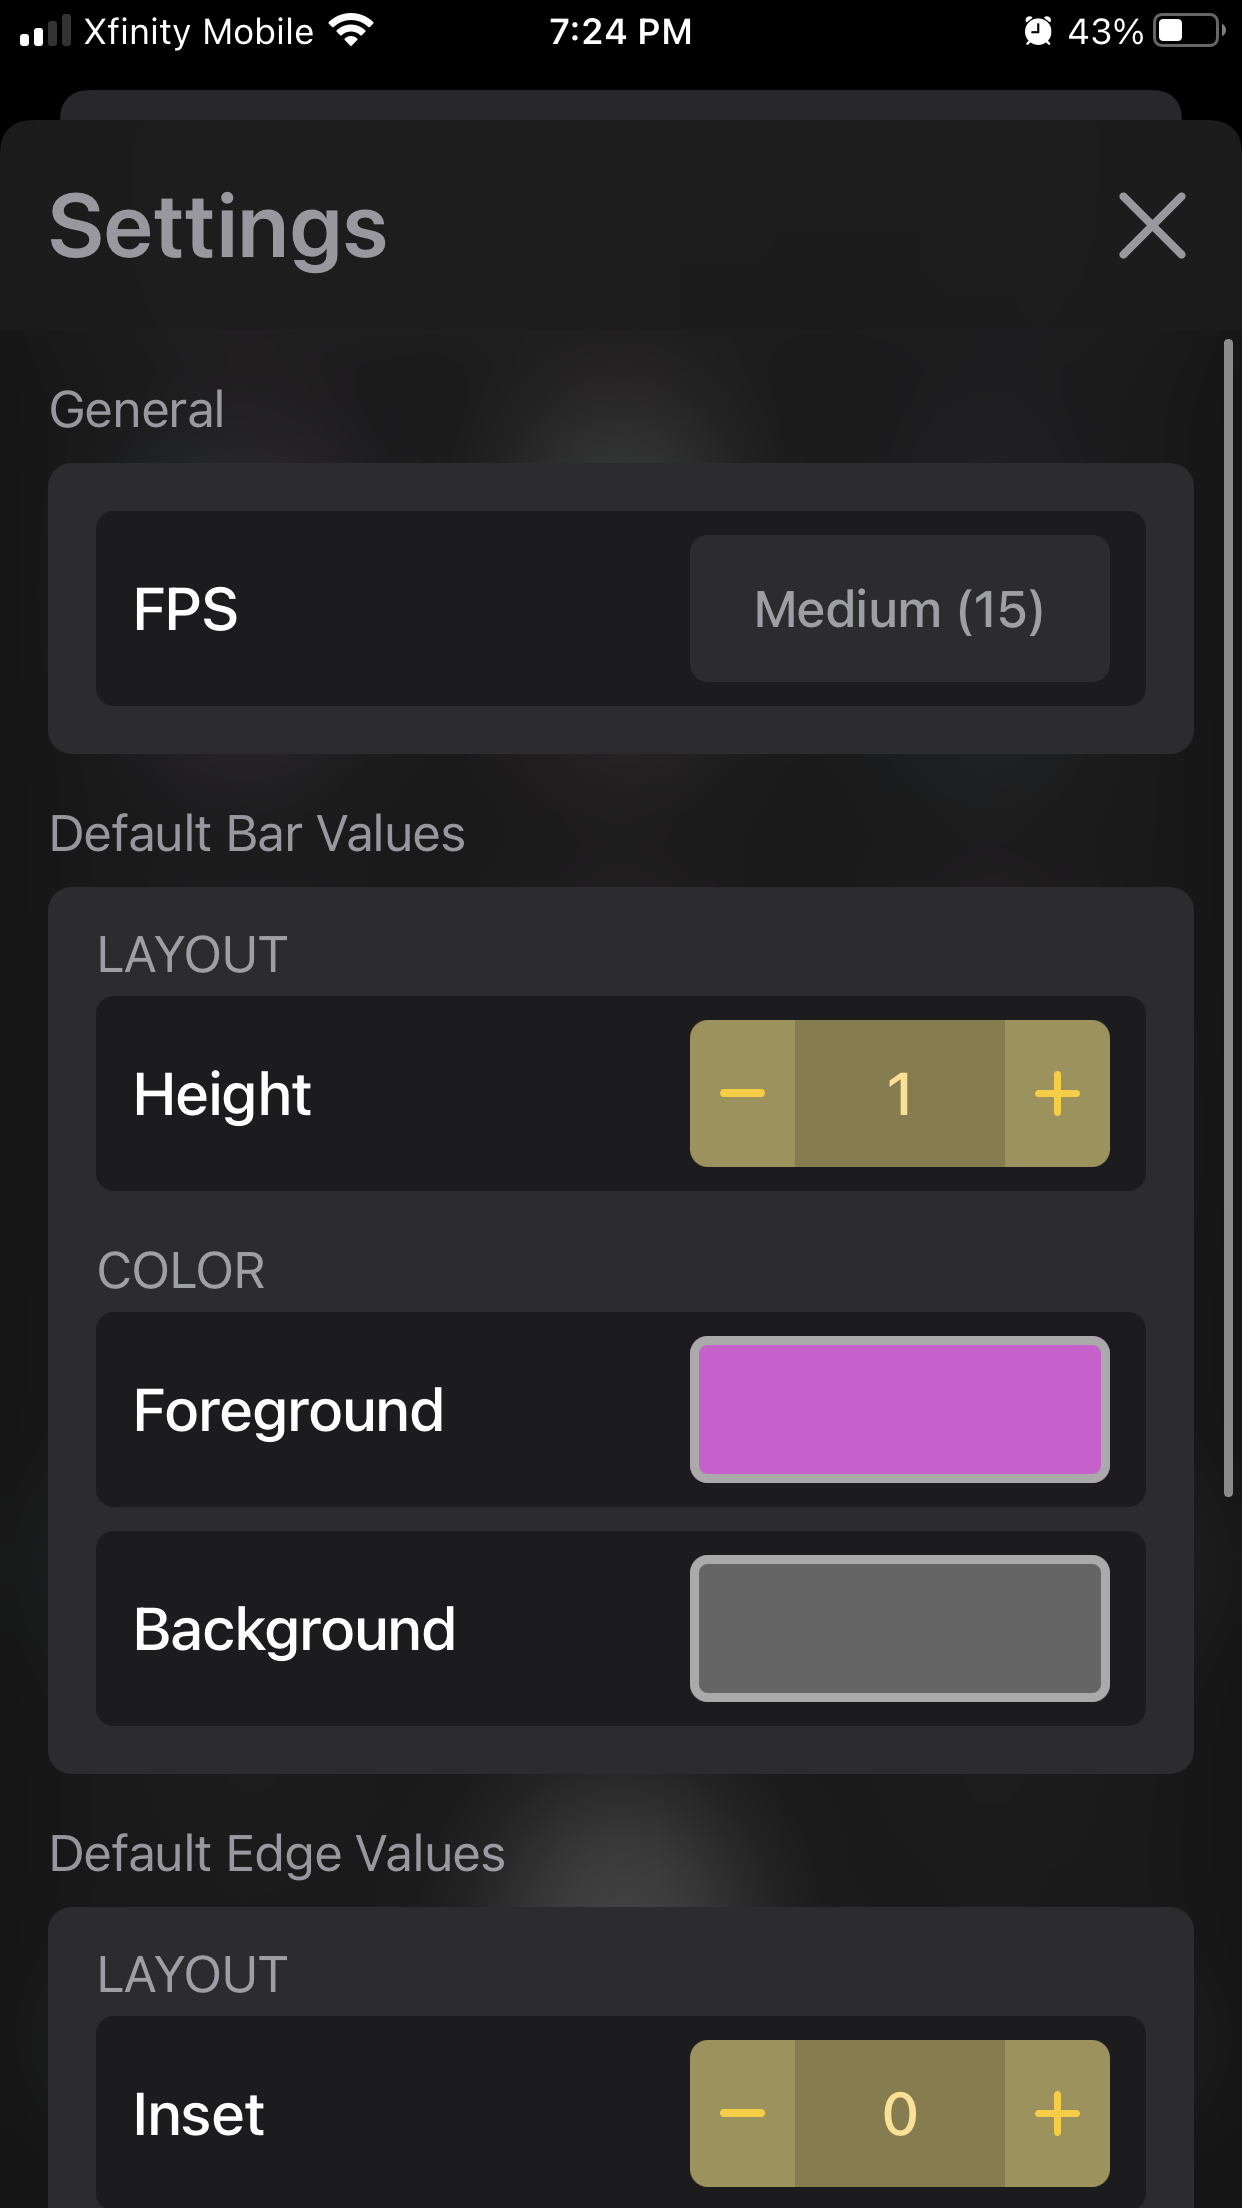 Xfinity Mobile 7:24 PM 43%
Settings
General
FPS Medium (15)
Default Bar Values
LAYOUT
Height 1
COLOR
Foreground
Background
Default Edge Values
LAYOUT
Inset 0